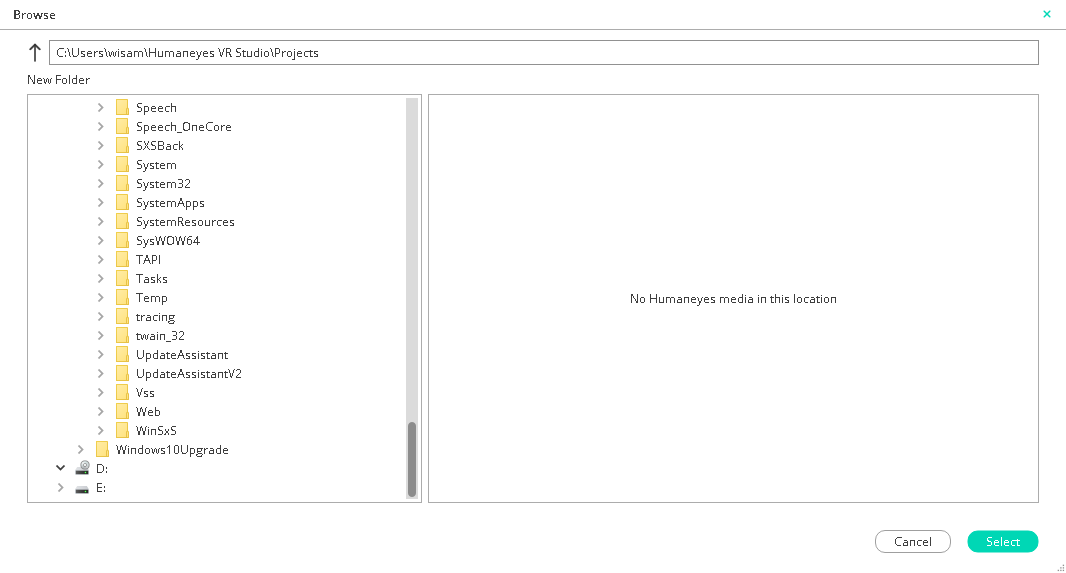 Browse
C:\Users\wisam\Humaneyes VR Studio\Projects
New Folder
Speech
Speech_OneCore
SXSBack
System
System32
SystemApps
SystemResources
SysWOW64
TAPI
Tasks
Temp
tracing
twain_32
UpdateAssistant
UpdateAssistantV2
Vss
Web
WinSxS
Windows10Upgrade
D:
E:
No Humaneyes media in this location
Cancel
Select